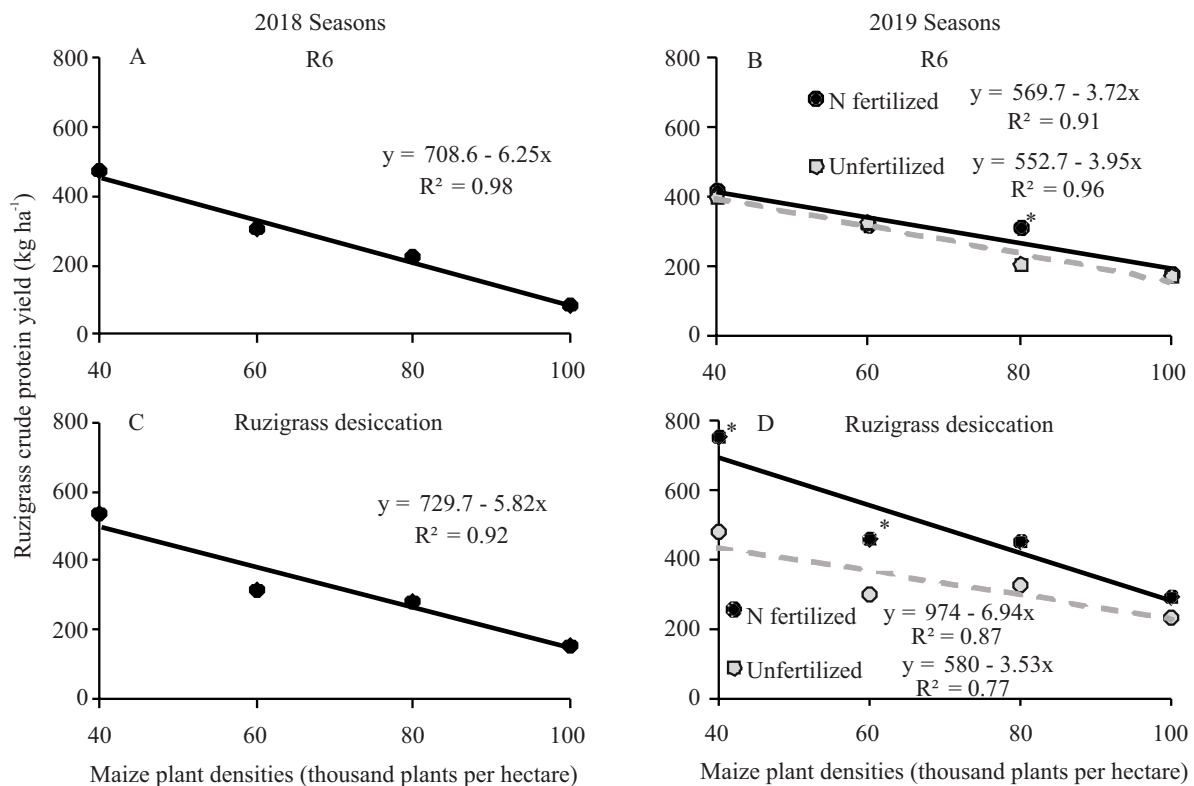 2018 Seasons
2019 Seasons
Ruzigrass crude protein yield (kg ha⁻¹)
A
R6
800
600
400
200
0
y = 708.6 - 6.25x
R² = 0.98
40
60
80
100
B
R6
N fertilized
y = 569.7 - 3.72x
R² = 0.91
Unfertilized
y = 552.7 - 3.95x
R² = 0.96
*
800
600
400
200
0
40
60
80
100
C
Ruzigrass desiccation
800
600
400
200
0
y = 729.7 - 5.82x
R² = 0.92
40
60
80
100
Maize plant densities (thousand plants per hectare)
D
Ruzigrass desiccation
*
*
800
600
400
200
0
N fertilized
y = 974 - 6.94x
R² = 0.87
Unfertilized
y = 580 - 3.53x
R² = 0.77
40
60
80
100
Maize plant densities (thousand plants per hectare)